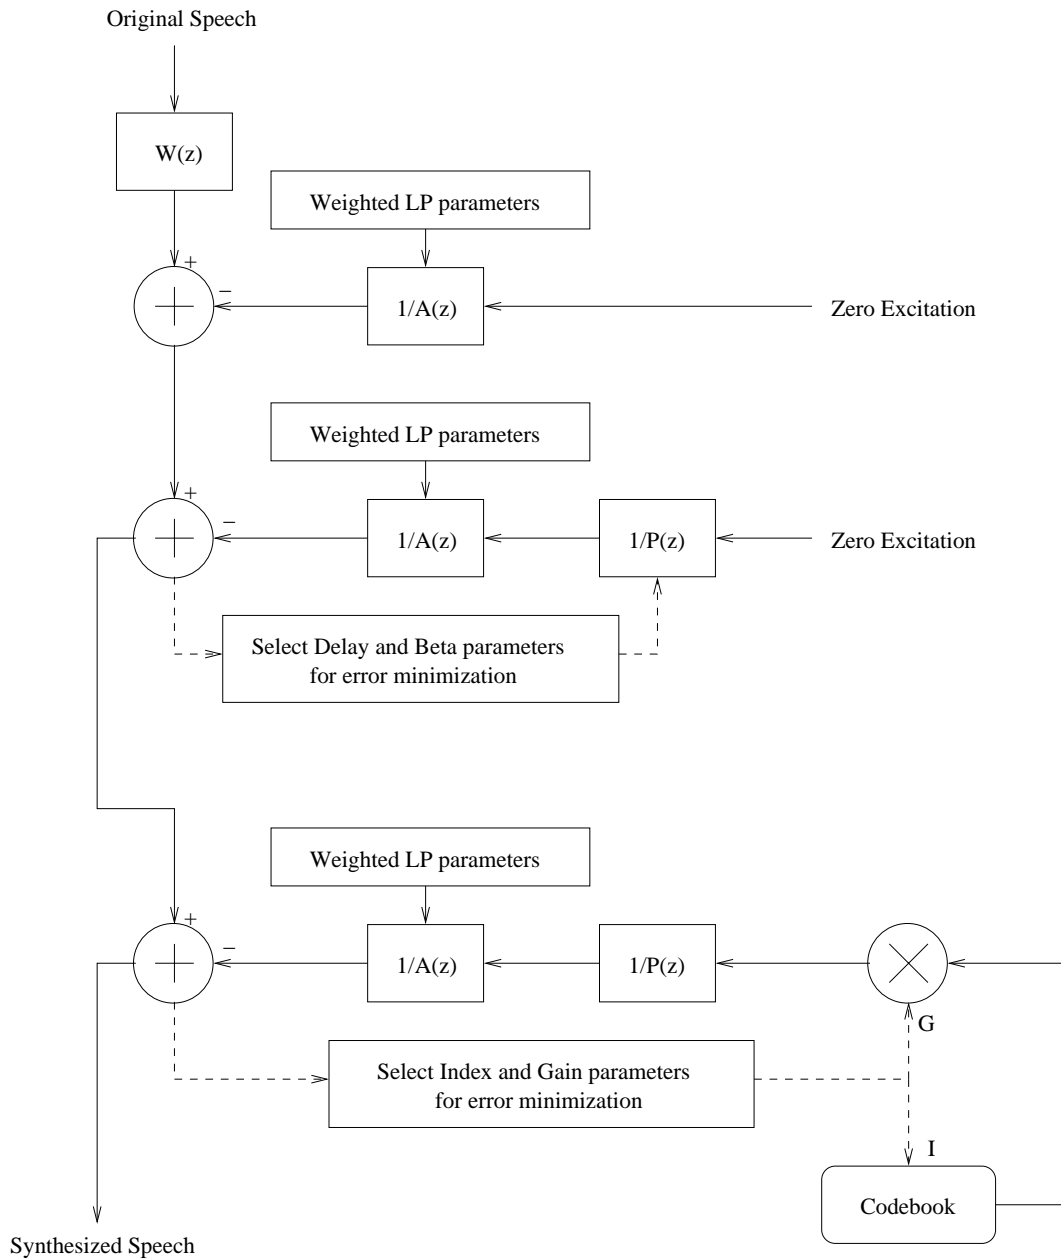 Original Speech
W(z)
Weighted LP parameters
+
−
1/A(z)
Zero Excitation
Weighted LP parameters
+
−
1/A(z)
1/P(z)
Zero Excitation
Select Delay and Beta parameters
for error minimization
Weighted LP parameters
+
−
1/A(z)
1/P(z)
G
Select Index and Gain parameters
for error minimization
I
Codebook
Synthesized Speech